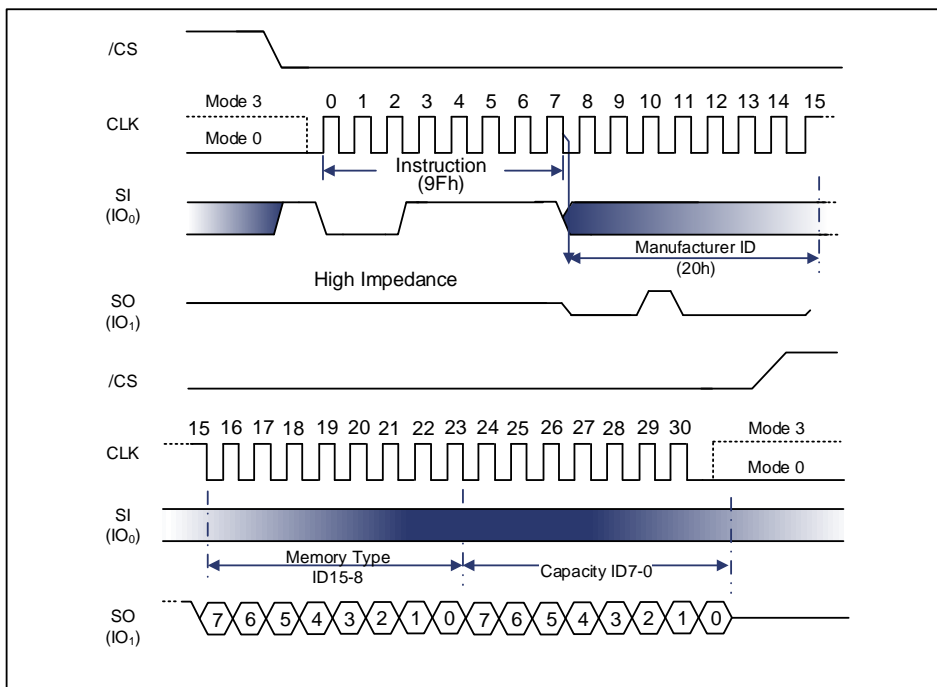 /CS
Mode 3
0 1 2 3 4 5 6 7 8 9 10 11 12 13 14 15
CLK
Mode 0
Instruction
(9Fh)
SI
(IO0)
Manufacturer ID
(20h)
High Impedance
SO
(IO1)
/CS
15 16 17 18 19 20 21 22 23 24 25 26 27 28 29 30
Mode 3
CLK
Mode 0
SI
(IO0)
Memory Type
ID15-8
Capacity ID7-0
SO
(IO1)
7 6 5 4 3 2 1 0 7 6 5 4 3 2 1 0